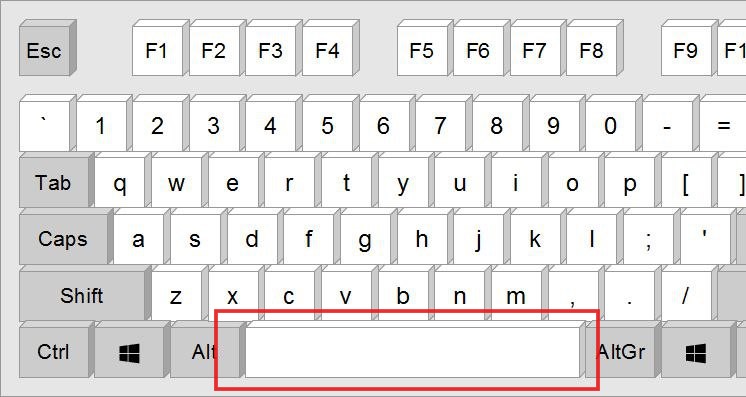 Esc F1 F2 F3 F4 F5 F6 F7 F8 F9
` 1 2 3 4 5 6 7 8 9 0 - =
Tab q w e r t y u i o p [ ]
Caps a s d f g h j k l ; '
Shift z x c v b n m , . /
Ctrl Alt AltGr